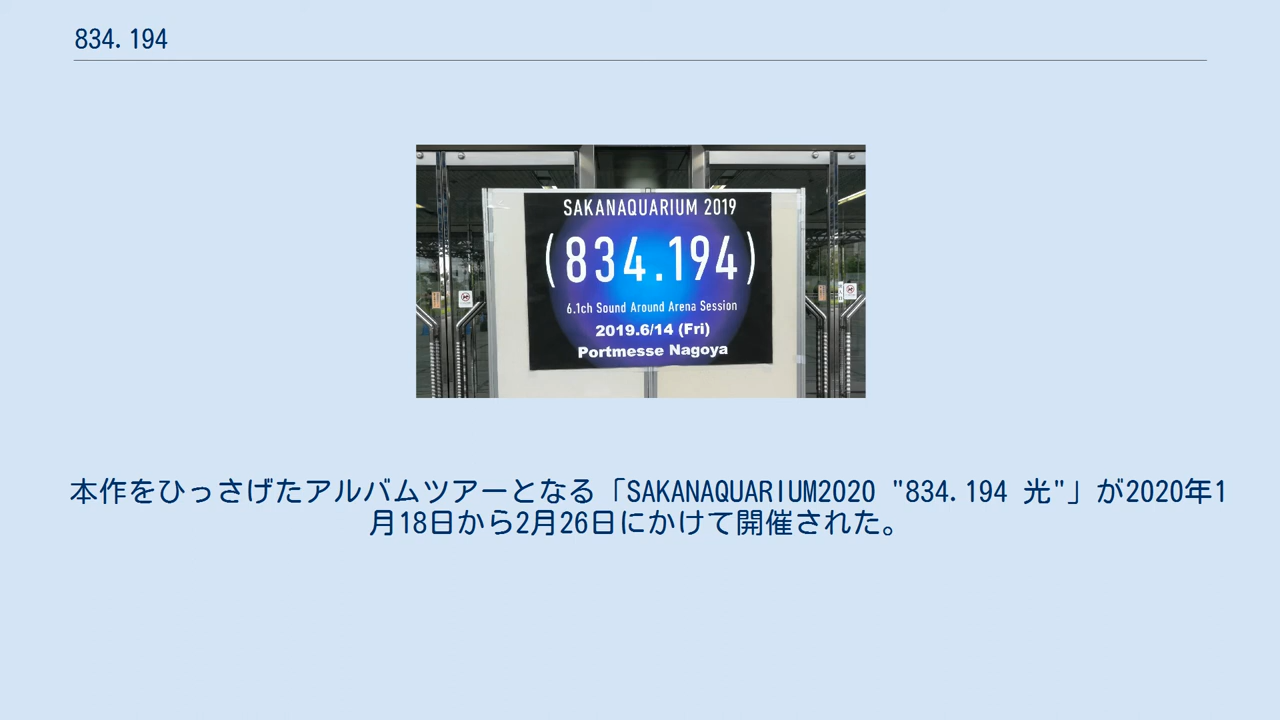 834.194
SAKANAQUARIUM 2019
(834.194)
6.1ch Sound Around Arena Session
2019.6/14 (Fri)
Portmesse Nagoya
本作をひっさげたアルバムツアーとなる「SAKANAQUARIUM2020 "834.194 光"」が2020年1
月18日から2月26日にかけて開催された。